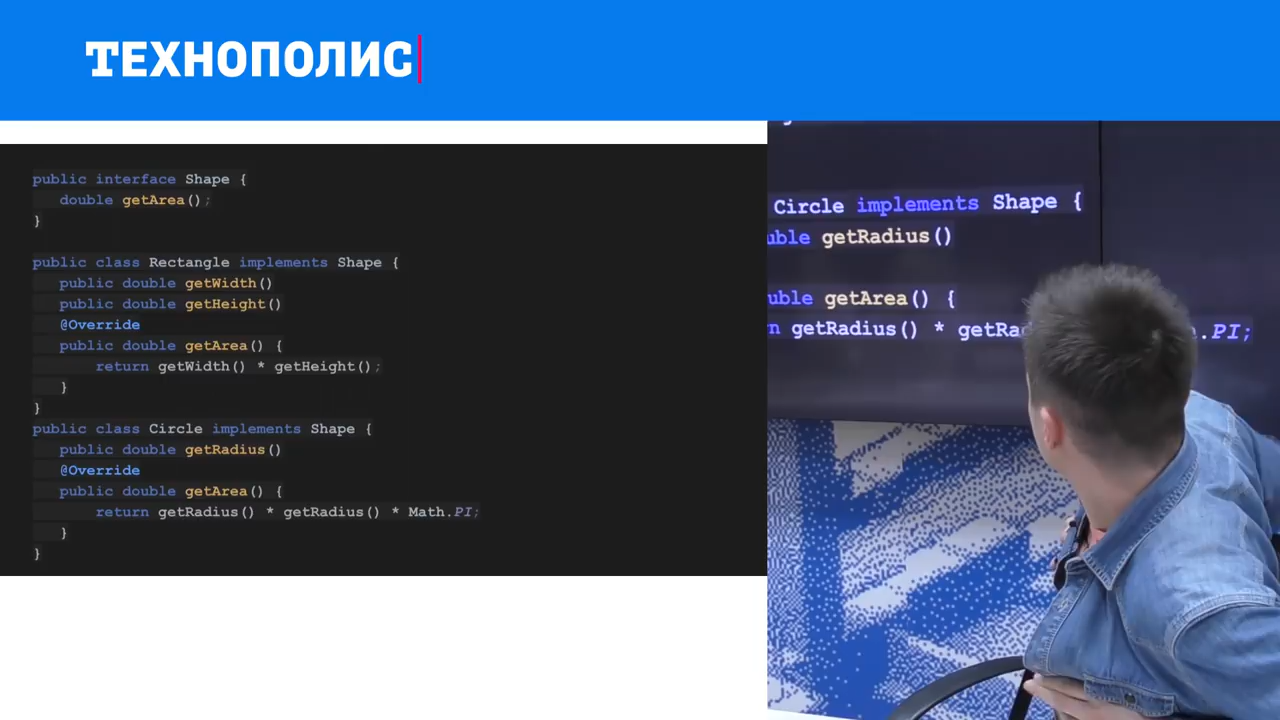 ТЕХНОПОЛИС
public interface Shape {
double getArea();
}
public class Rectangle implements Shape {
public double getWidth()
public double getHeight()
@Override
public double getArea() {
return getWidth() * getHeight();
}
}
public class Circle implements Shape {
public double getRadius()
@Override
public double getArea() {
return getRadius() * getRadius() * Math.PI;
}
}
Circle implements Shape {
uble getRadius()
uble getArea() {
n getRadius() * getRa .PI;